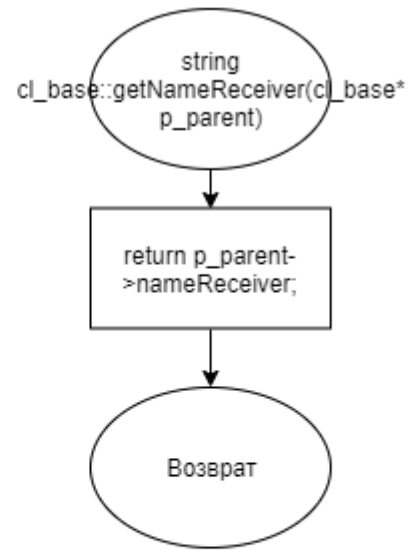 string
cl_base::getNameReceiver(cl_base*
p_parent)
return p_parent-
>nameReceiver;
Возврат